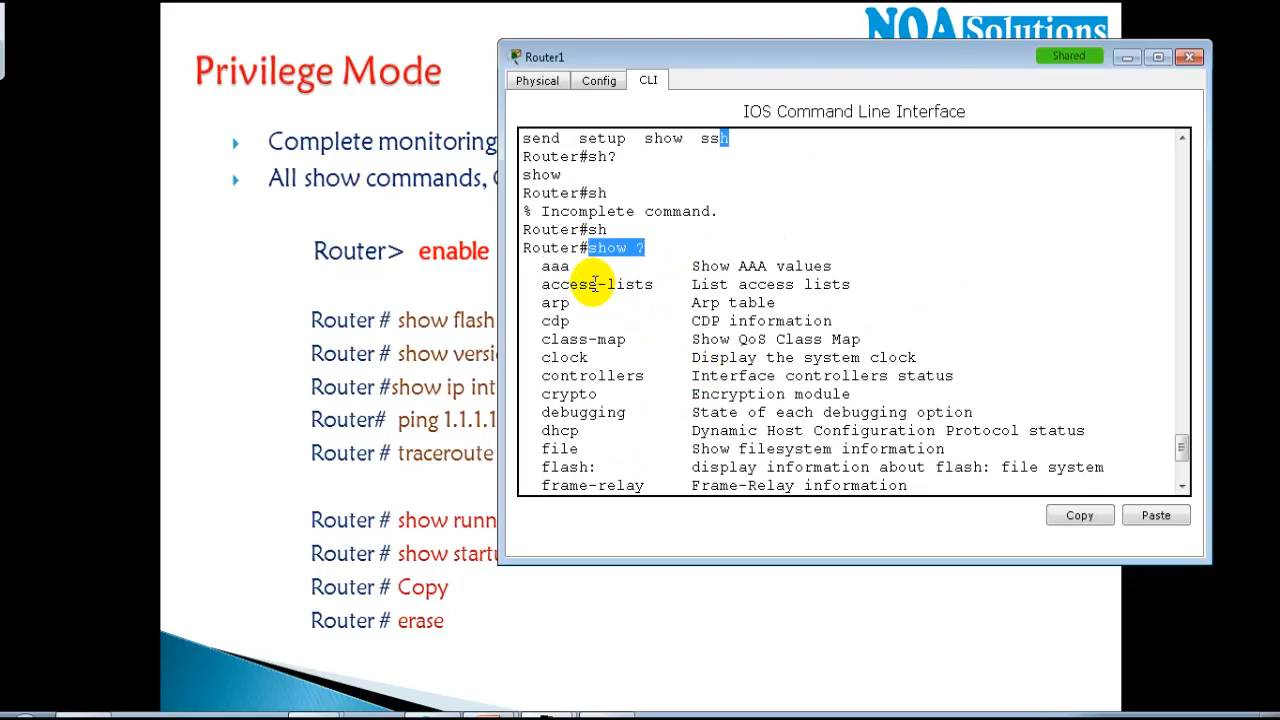 NOA Solutions
Privilege Mode
Complete monitoring
All show commands,
Router> enable
Router # show flash
Router # show versi
Router #show ip int
Router# ping 1.1.1.1
Router # traceroute
Router # show runn
Router # show start
Router # Copy
Router # erase
Router1
Shared
Physical Config CLI
IOS Command Line Interface
send setup show ssh
Router#sh?
show
Router#sh
% Incomplete command.
Router#sh
Router#show ?
aaa Show AAA values
access-lists List access lists
arp Arp table
cdp CDP information
class-map Show QoS Class Map
clock Display the system clock
controllers Interface controllers status
crypto Encryption module
debugging State of each debugging option
dhcp Dynamic Host Configuration Protocol status
file Show filesystem information
flash: display information about flash: file system
frame-relay Frame-Relay information
Copy Paste